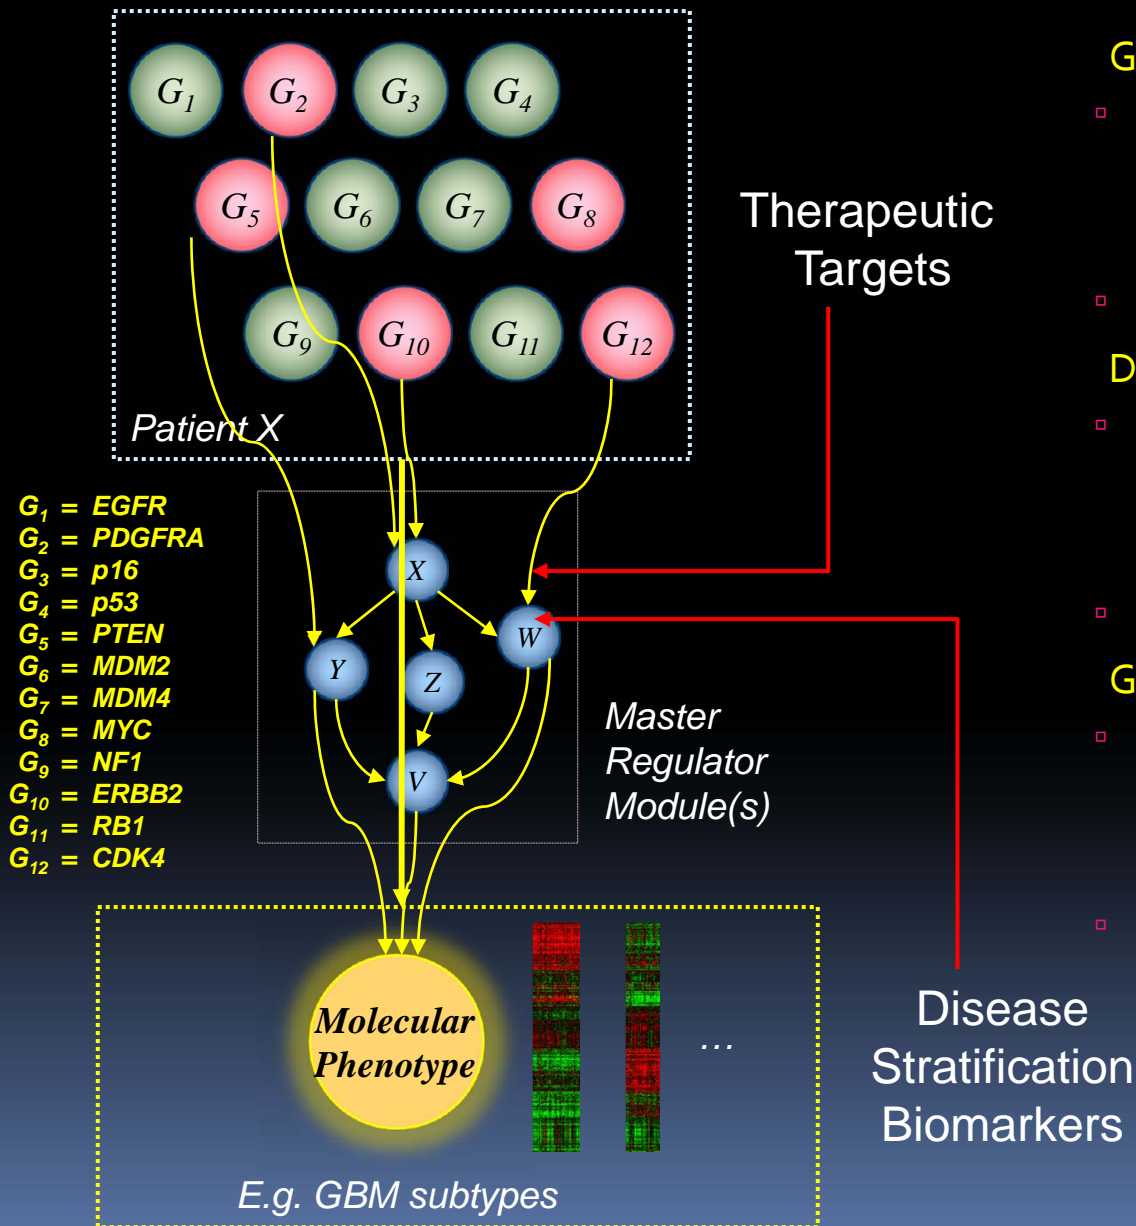 G₁ G₂ G₃ G₄
G₅ G₆ G₇ G₈
G₉ G₁₀ G₁₁ G₁₂
Patient X
Therapeutic
Targets
G₁ = EGFR
G₂ = PDGFRA
G₃ = p16
G₄ = p53
G₅ = PTEN
G₆ = MDM2
G₇ = MDM4
G₈ = MYC
G₉ = NF1
G₁₀ = ERBB2
G₁₁ = RB1
G₁₂ = CDK4
X
W
Y
Z
V
Master
Regulator
Module(s)
Molecular
Phenotype
...
E.g. GBM subtypes
Disease
Stratification
Biomarkers
G
D
G